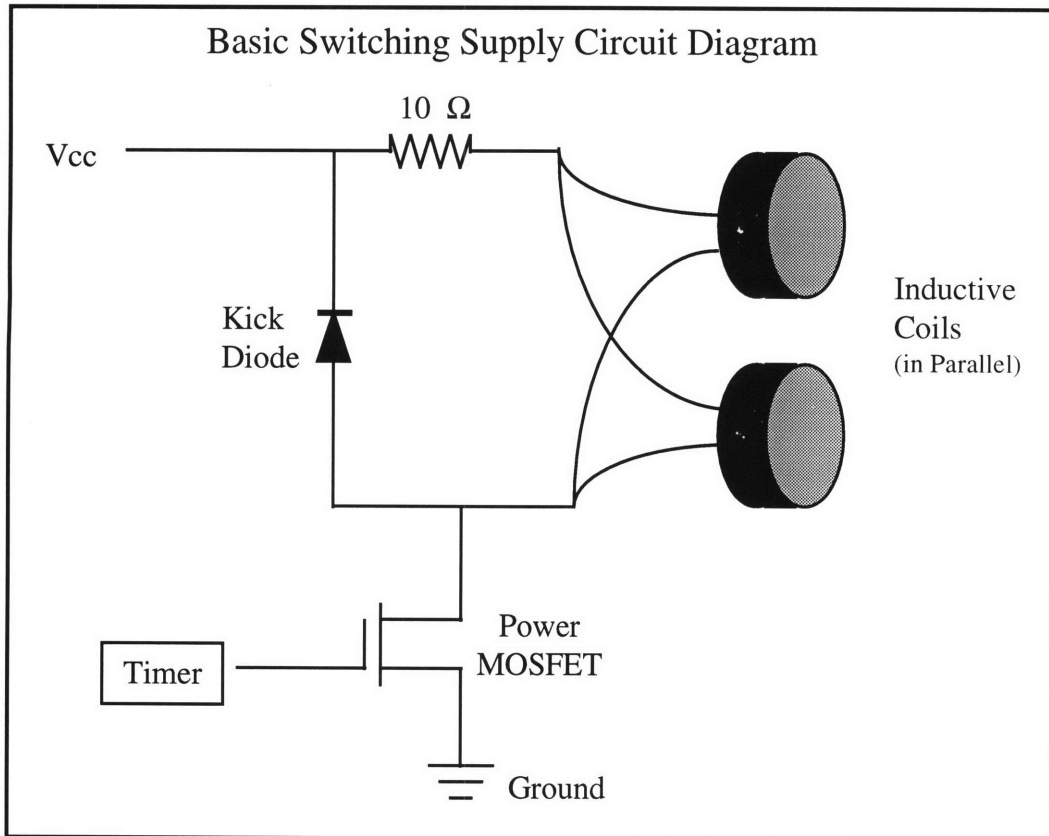 Basic Switching Supply Circuit Diagram
10 Ω
Vcc
Kick
Diode
Inductive
Coils
(in Parallel)
Power
MOSFET
Timer
Ground